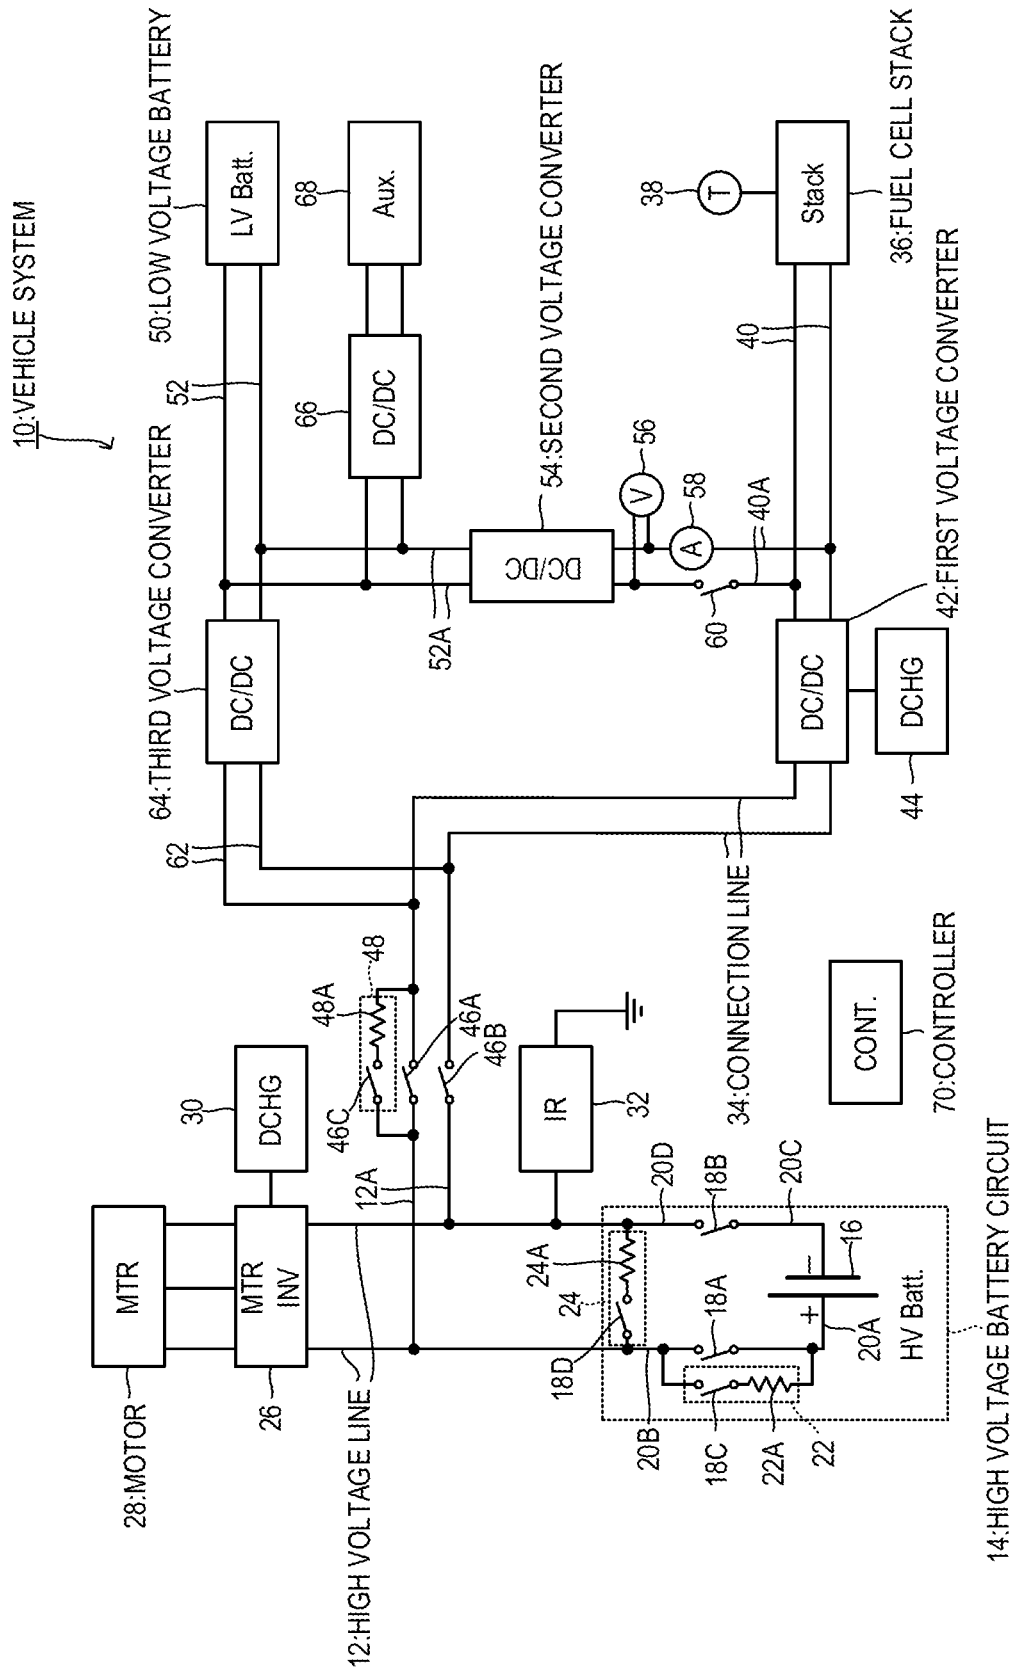 10:VEHICLE SYSTEM
50:LOW VOLTAGE BATTERY
LV Batt.
52
64:THIRD VOLTAGE CONVERTER
DC/DC
62
68
Aux.
66
DC/DC
54:SECOND VOLTAGE CONVERTER
DC/DC
52A
56
V
58
A
40A
60
38
T
Stack
36:FUEL CELL STACK
40
42:FIRST VOLTAGE CONVERTER
DC/DC
DCHG
44
34:CONNECTION LINE
48
48A
46A
46B
46C
12A
30
DCHG
MTR
28:MOTOR
MTR
INV
26
12:HIGH VOLTAGE LINE
IR
32
CONT.
70:CONTROLLER
20D
18B
20C
24A
24
18D
18A
16
+
−
20A
HV Batt.
20B
18C
22A
22
14:HIGH VOLTAGE BATTERY CIRCUIT